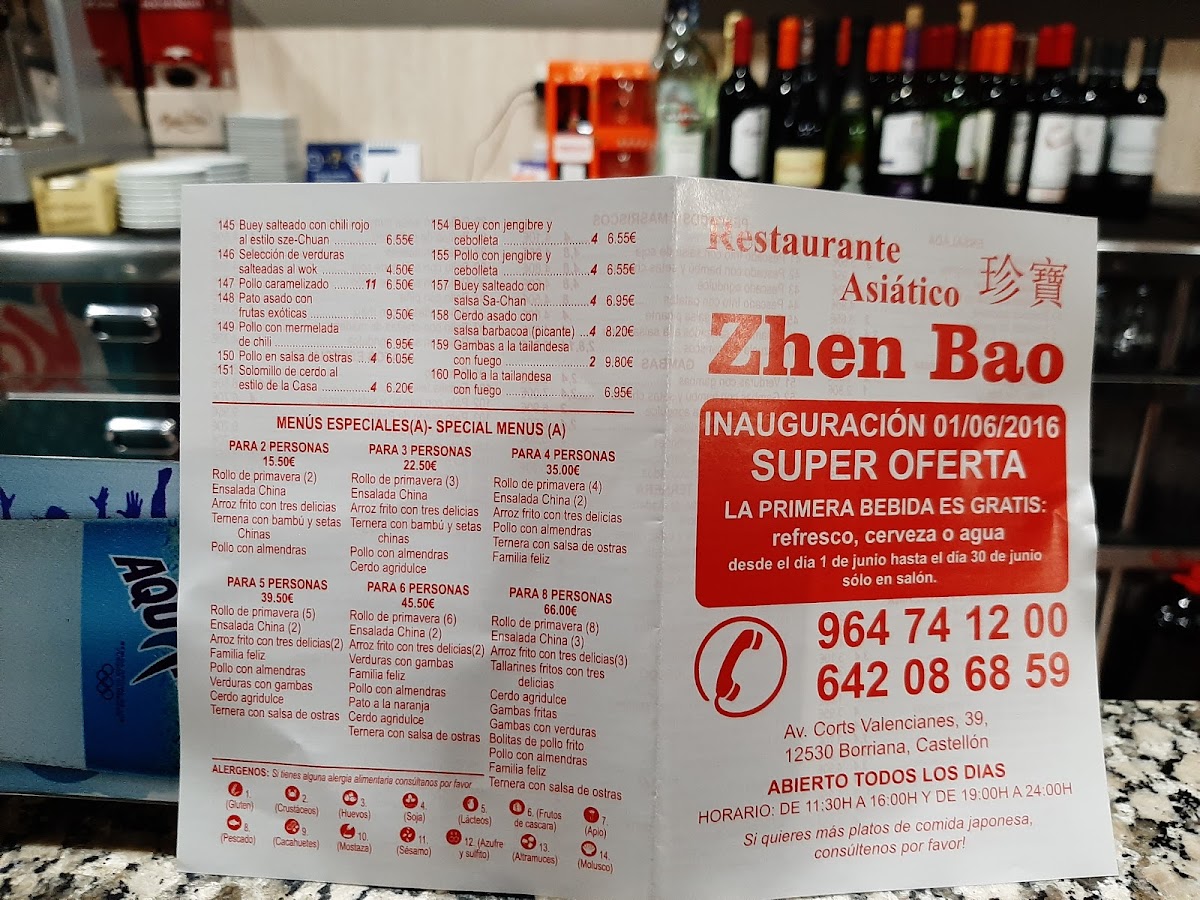 145 Buey salteado con chili rojo
al estilo sze-Chuan ............ 6.55€
146 Selección de verduras
salteadas al wok ............... 4.50€
147 Pollo caramelizado ........11 6.50€
148 Pato asado con
frutas exóticas .................. 9.50€
149 Pollo con mermelada
de chili ............................. 6.95€
150 Pollo en salsa de ostras ...4 6.05€
151 Solomillo de cerdo al
estilo de la Casa ............4 6.20€
154 Buey con jengibre y
cebolleta ......................4 6.55€
155 Pollo con jengibre y
cebolleta ......................4 6.55€
157 Buey salteado con
salsa Sa-Chan ...............4 6.95€
158 Cerdo asado con
salsa barbacoa (picante) ...4 8.20€
159 Gambas a la tailandesa
con fuego ......................2 9.80€
160 Pollo a la tailandesa
con fuego ......................... 6.95€
MENÚS ESPECIALES(A)- SPECIAL MENUS (A)
PARA 2 PERSONAS
15.50€
Rollo de primavera (2)
Ensalada China
Arroz frito con tres delicias
Ternera con bambú y setas
Chinas
Pollo con almendras
PARA 3 PERSONAS
22.50€
Rollo de primavera (3)
Ensalada China
Arroz frito con tres delicias
Ternera con bambú y setas
chinas
Pollo con almendras
Cerdo agridulce
PARA 4 PERSONAS
35.00€
Rollo de primavera (4)
Ensalada China (2)
Arroz frito con tres delicias
Pollo con almendras
Ternera con salsa de ostras
Familia feliz
PARA 5 PERSONAS
39.50€
Rollo de primavera (5)
Ensalada China (2)
Arroz frito con tres delicias(2)
Familia feliz
Pollo con almendras
Verduras con gambas
Cerdo agridulce
Ternera con salsa de ostras
PARA 6 PERSONAS
45.50€
Rollo de primavera (6)
Ensalada China (2)
Arroz frito con tres delicias(2)
Verduras con gambas
Familia feliz
Pollo con almendras
Pato a la naranja
Cerdo agridulce
Ternera con salsa de ostras
PARA 8 PERSONAS
66.00€
Rollo de primavera (8)
Ensalada China (3)
Arroz frito con tres delicias(3)
Tallarines fritos con tres
delicias
Cerdo agridulce
Gambas fritas
Gambas con verduras
Bolitas de pollo frito
Pollo con almendras
Familia feliz
Ternera con salsa de ostras
ALERGENOS: Si tienes alguna alergia alimentaria consúltanos por favor
1. (Gluten)
2. (Crustáceos)
3. (Huevos)
4. (Soja)
5. (Lácteos)
6. (Frutos de cascara)
7. (Apio)
8. (Pescado)
9. (Cacahuetes)
10. (Mostaza)
11. (Sésamo)
12. (Azufre y sulfito)
13. (Altramuces)
14. (Molusco)
Restaurante
Asiático 珍寶
Zhen Bao
INAUGURACIÓN 01/06/2016
SUPER OFERTA
LA PRIMERA BEBIDA ES GRATIS:
refresco, cerveza o agua
desde el día 1 de junio hasta el día 30 de junio
sólo en salón.
964 74 12 00
642 08 68 59
Av. Corts Valencianes, 39,
12530 Borriana, Castellón
ABIERTO TODOS LOS DIAS
HORARIO: DE 11:30H A 16:00H Y DE 19:00H A 24:00H
Si quieres más platos de comida japonesa,
consúltenos por favor!